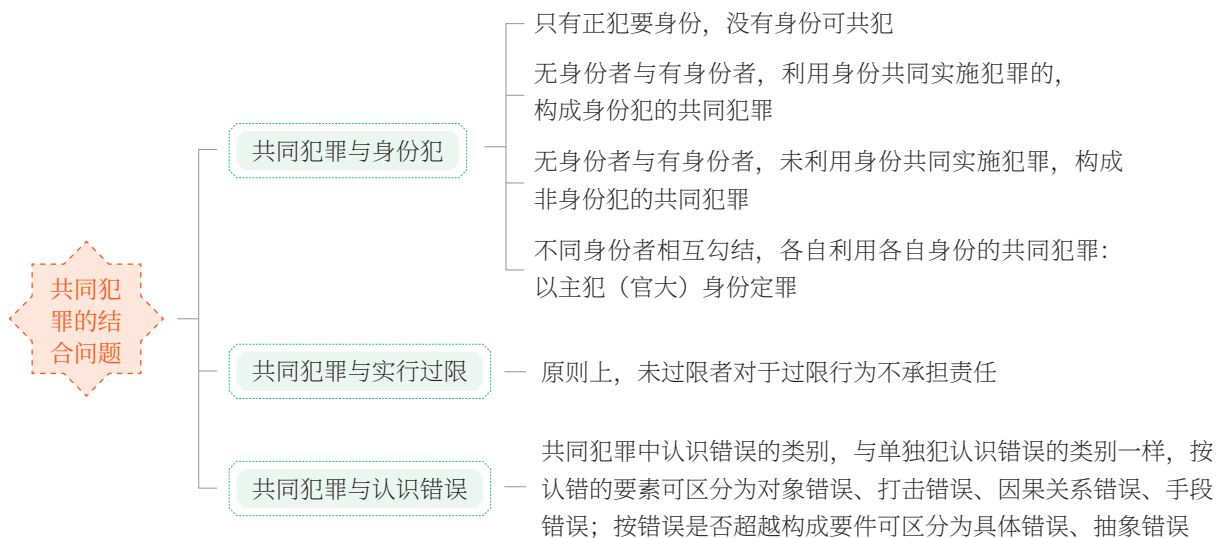 只有正犯要身份，没有身份可共犯
无身份者与有身份者，利用身份共同实施犯罪的，
构成身份犯的共同犯罪
共同犯罪与身份犯
无身份者与有身份者，未利用身份共同实施犯罪，构成
非身份犯的共同犯罪
不同身份者相互勾结，各自利用各自身份的共同犯罪：
以主犯（官大）身份定罪
共同犯
罪的结
合问题
共同犯罪与实行过限
原则上，未过限者对于过限行为不承担责任
共同犯罪与认识错误
共同犯罪中认识错误的类别，与单独犯认识错误的类别一样，按
认错的要素可区分为对象错误、打击错误、因果关系错误、手段
错误；按错误是否超越构成要件可区分为具体错误、抽象错误